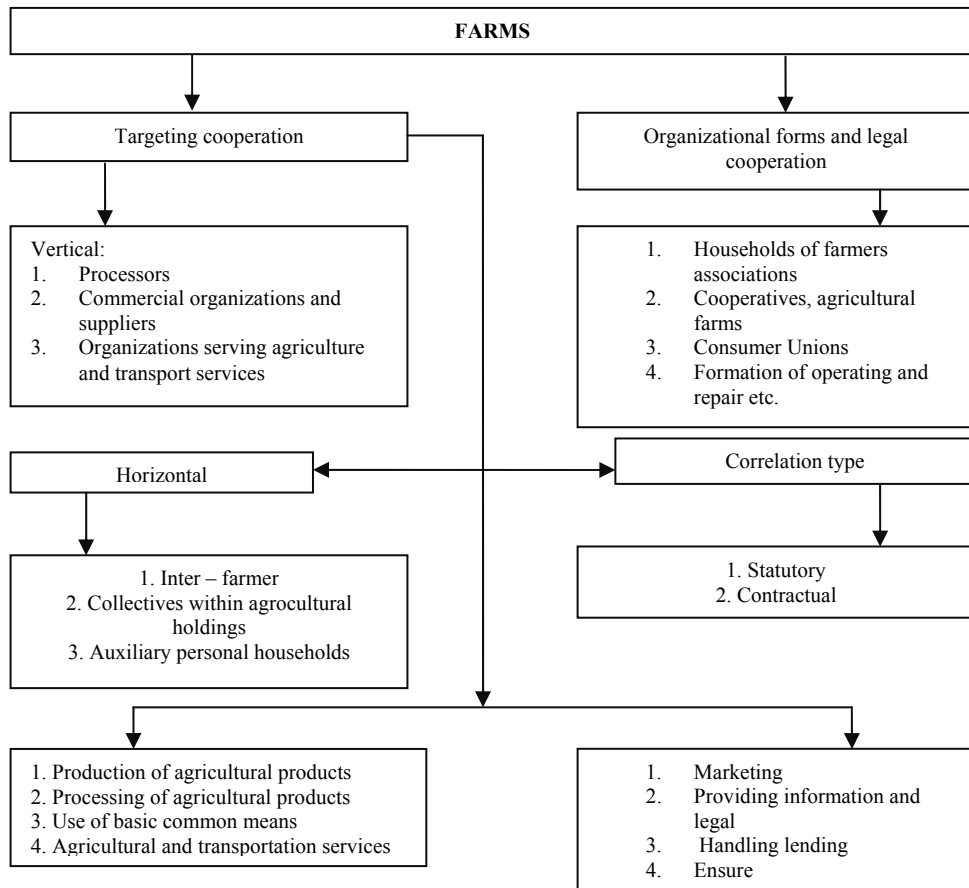 FARMS
Targeting cooperation
Organizational forms and legal
cooperation
Vertical:
1. Processors
2. Commercial organizations and
suppliers
3. Organizations serving agriculture
and transport services
1. Households of farmers
associations
2. Cooperatives, agricultural
farms
3. Consumer Unions
4. Formation of operating and
repair etc.
Horizontal
Correlation type
1. Inter – farmer
2. Collectives within agrocultural
holdings
3. Auxiliary personal households
1. Statutory
2. Contractual
1. Production of agricultural products
2. Processing of agricultural products
3. Use of basic common means
4. Agricultural and transportation services
1. Marketing
2. Providing information and
legal
3. Handling lending
4. Ensure